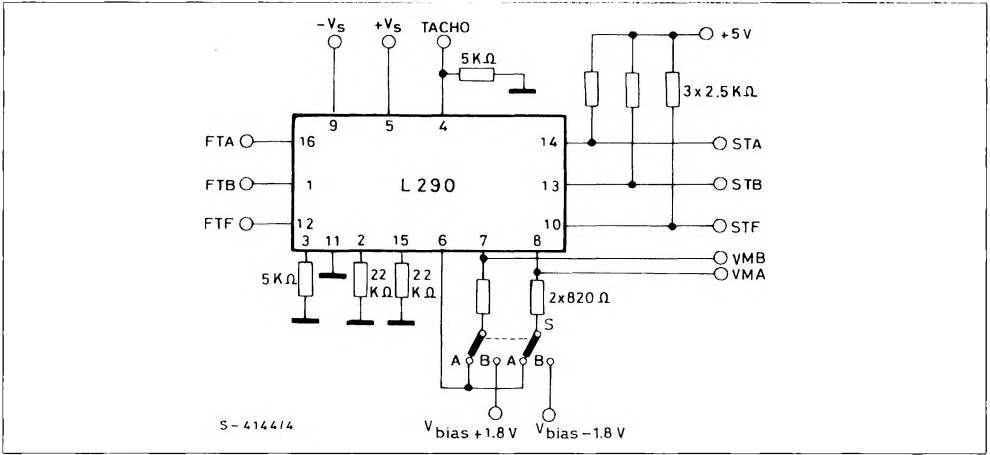 -Vs +Vs TACHO
5KΩ
+5V
3x2.5KΩ
9 5 4
FTA 16 14 STA
FTB 1 L290 13 STB
FTF 12 10 STF
3 11 2 15 6 7 8
VMB
VMA
5KΩ
22 KΩ
22 KΩ
2x820Ω
S
A B A B
S-4144/4
Vbias+1.8V Vbias-1.8V